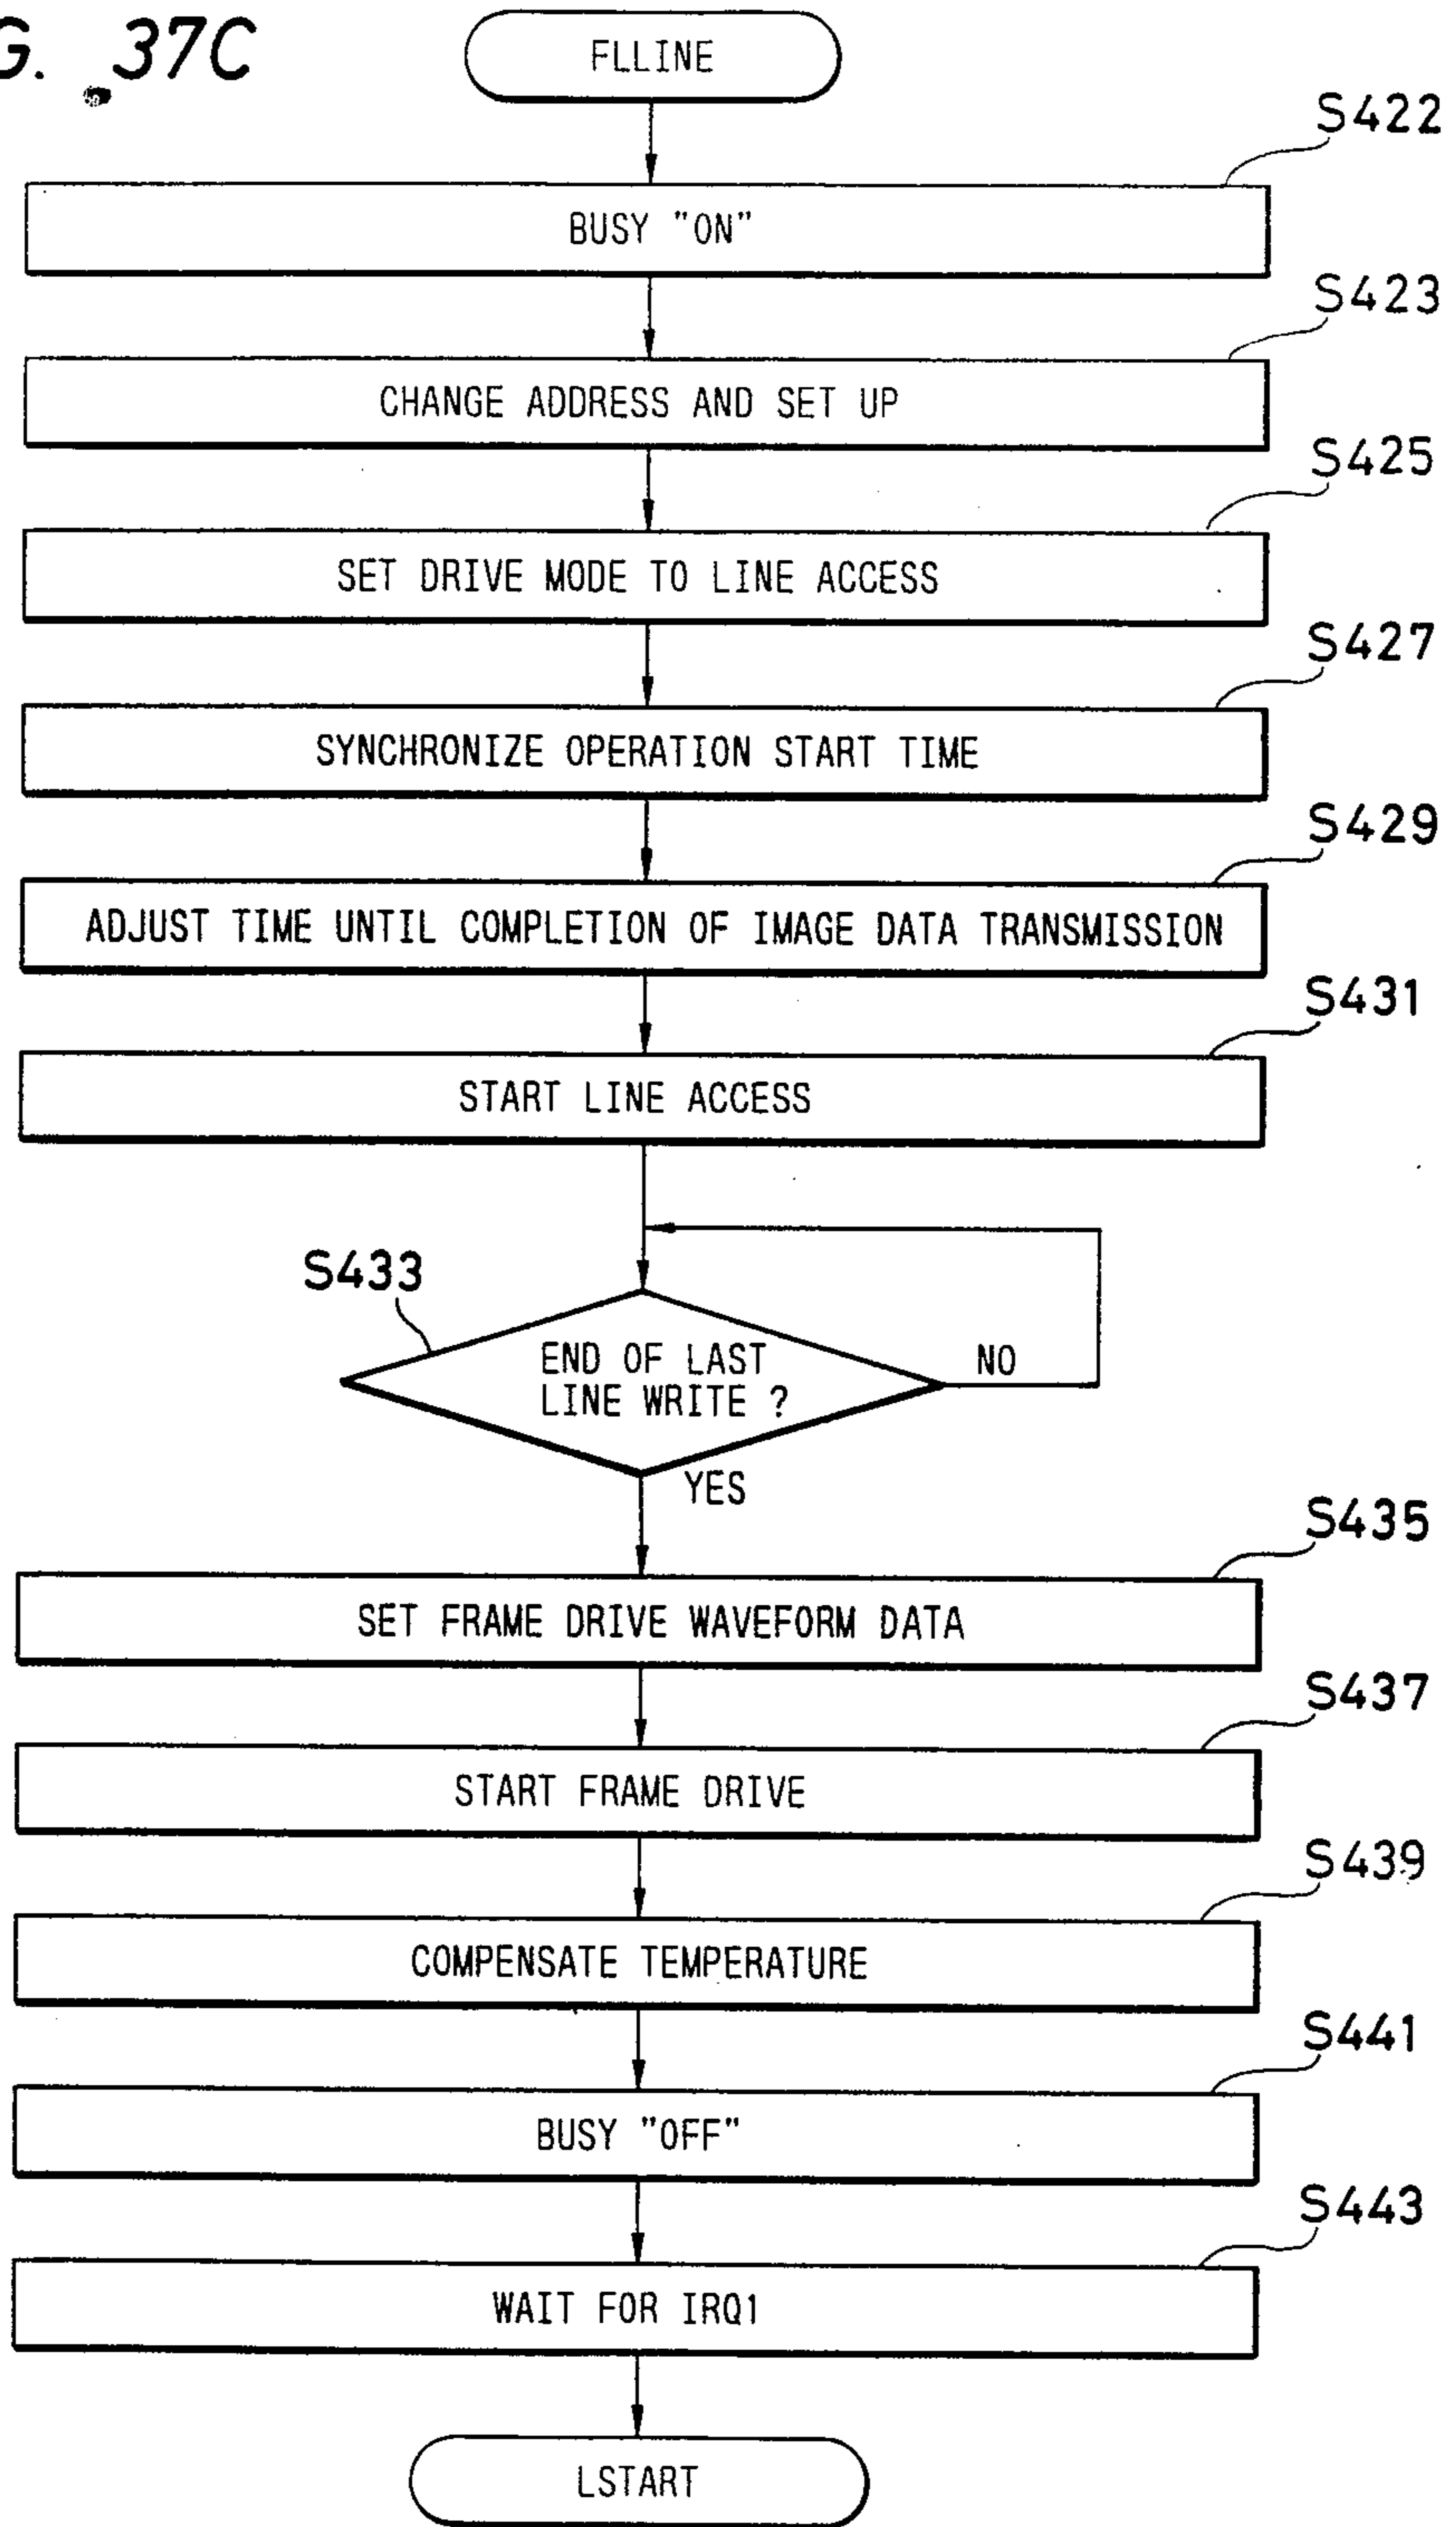 G. 37C
FLLINE
S422
BUSY "ON"
S423
CHANGE ADDRESS AND SET UP
S425
SET DRIVE MODE TO LINE ACCESS
S427
SYNCHRONIZE OPERATION START TIME
S429
ADJUST TIME UNTIL COMPLETION OF IMAGE DATA TRANSMISSION
S431
START LINE ACCESS
S433
END OF LAST
LINE WRITE ?
NO
YES
S435
SET FRAME DRIVE WAVEFORM DATA
S437
START FRAME DRIVE
S439
COMPENSATE TEMPERATURE
S441
BUSY "OFF"
S443
WAIT FOR IRQ1
LSTART